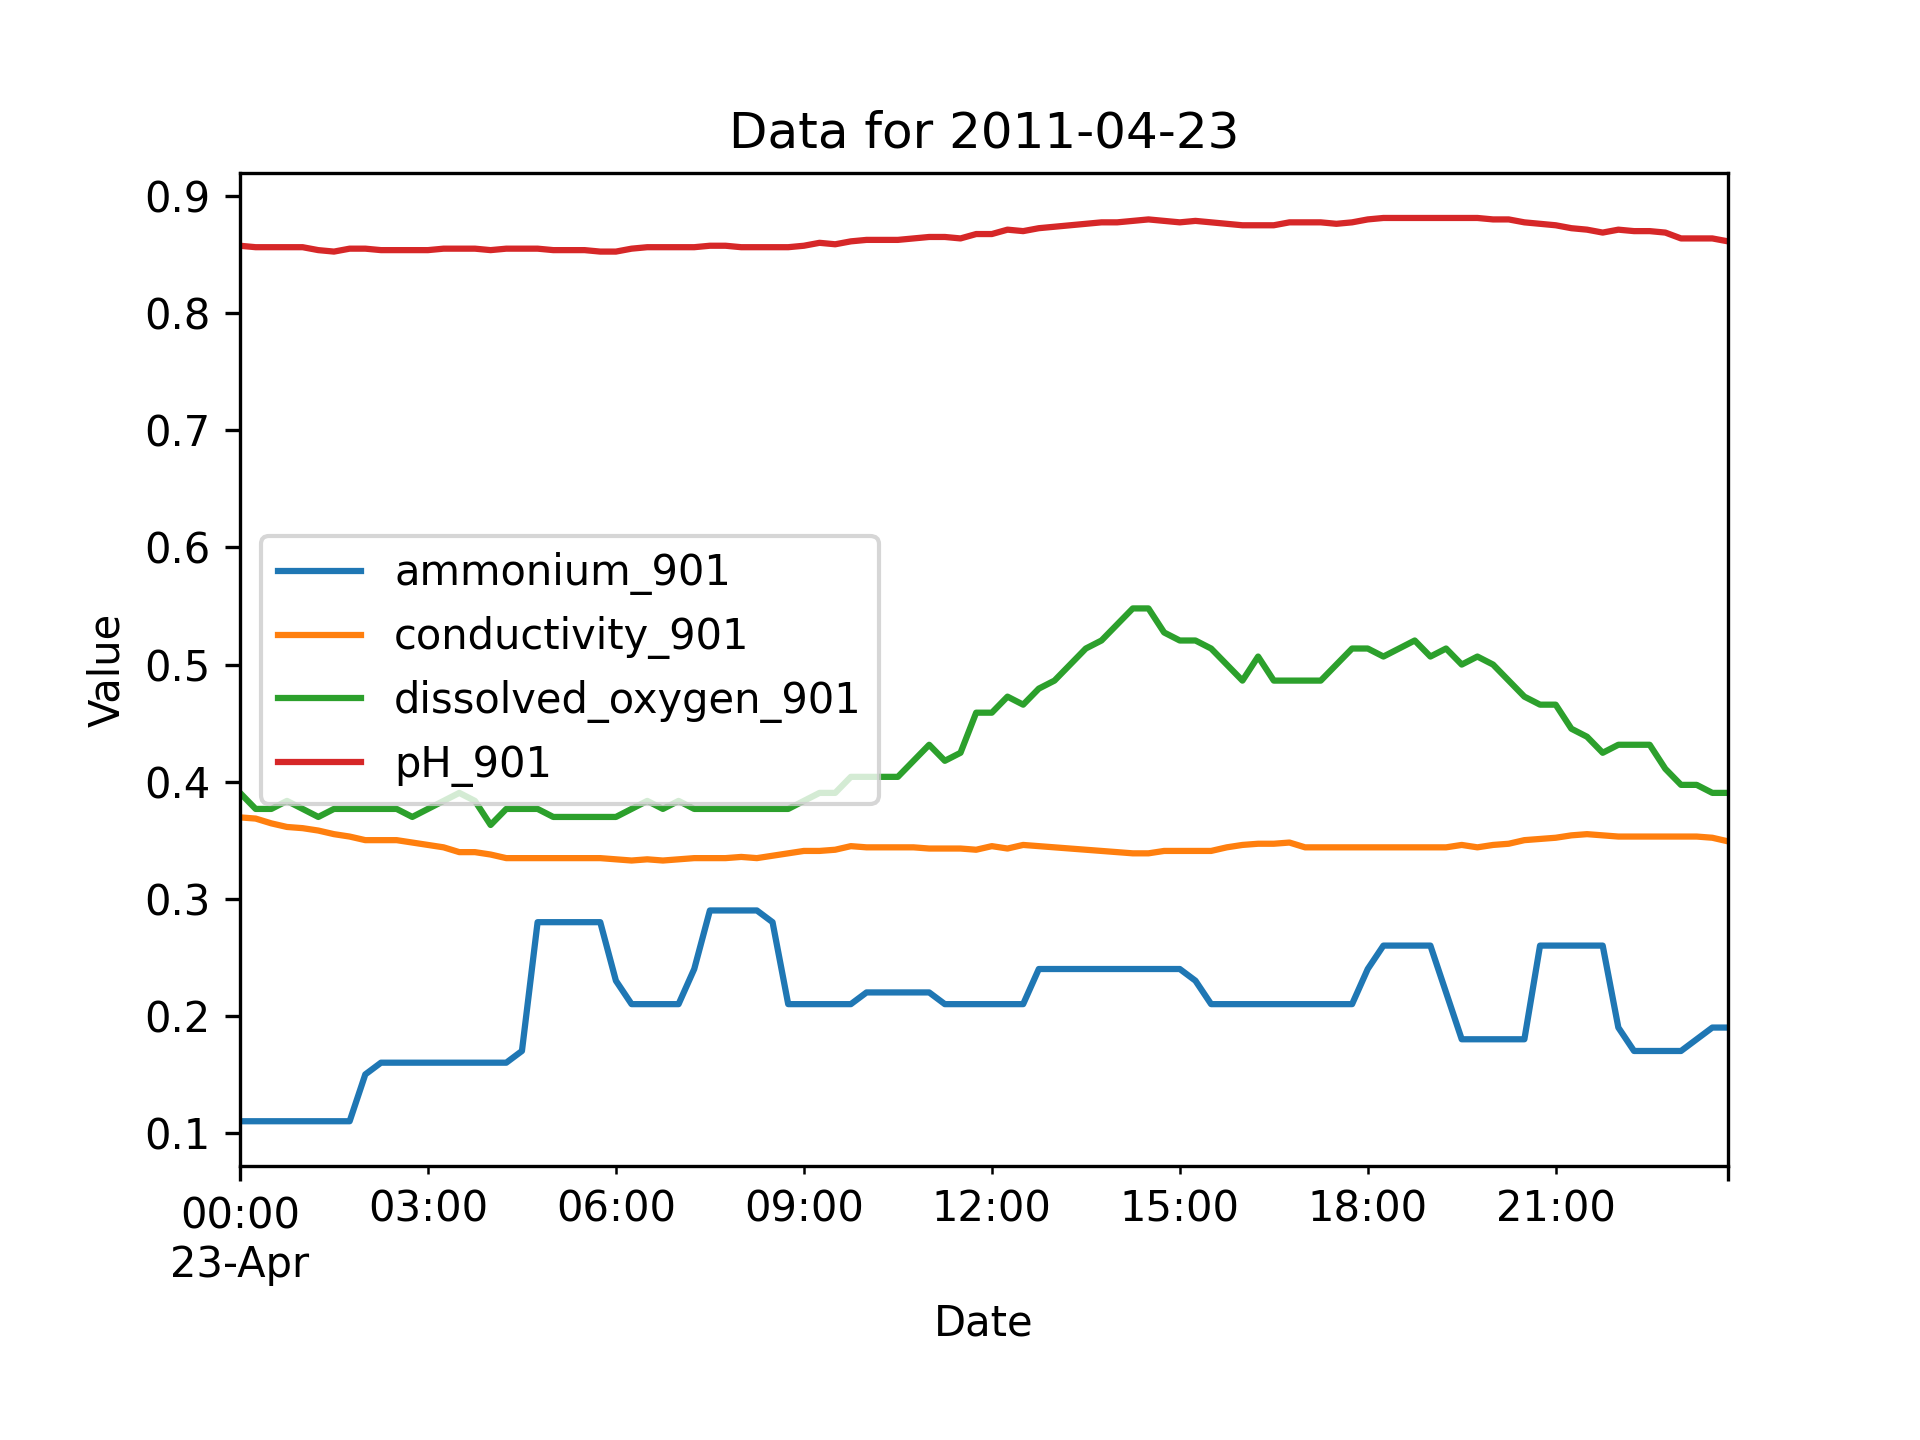 Data for 2011-04-23
0.9
0.8
0.7
0.6
0.5
0.4
0.3
0.2
0.1
Value
ammonium_901
conductivity_901
dissolved_oxygen_901
pH_901
00:00 03:00 06:00 09:00 12:00 15:00 18:00 21:00
23-Apr
Date